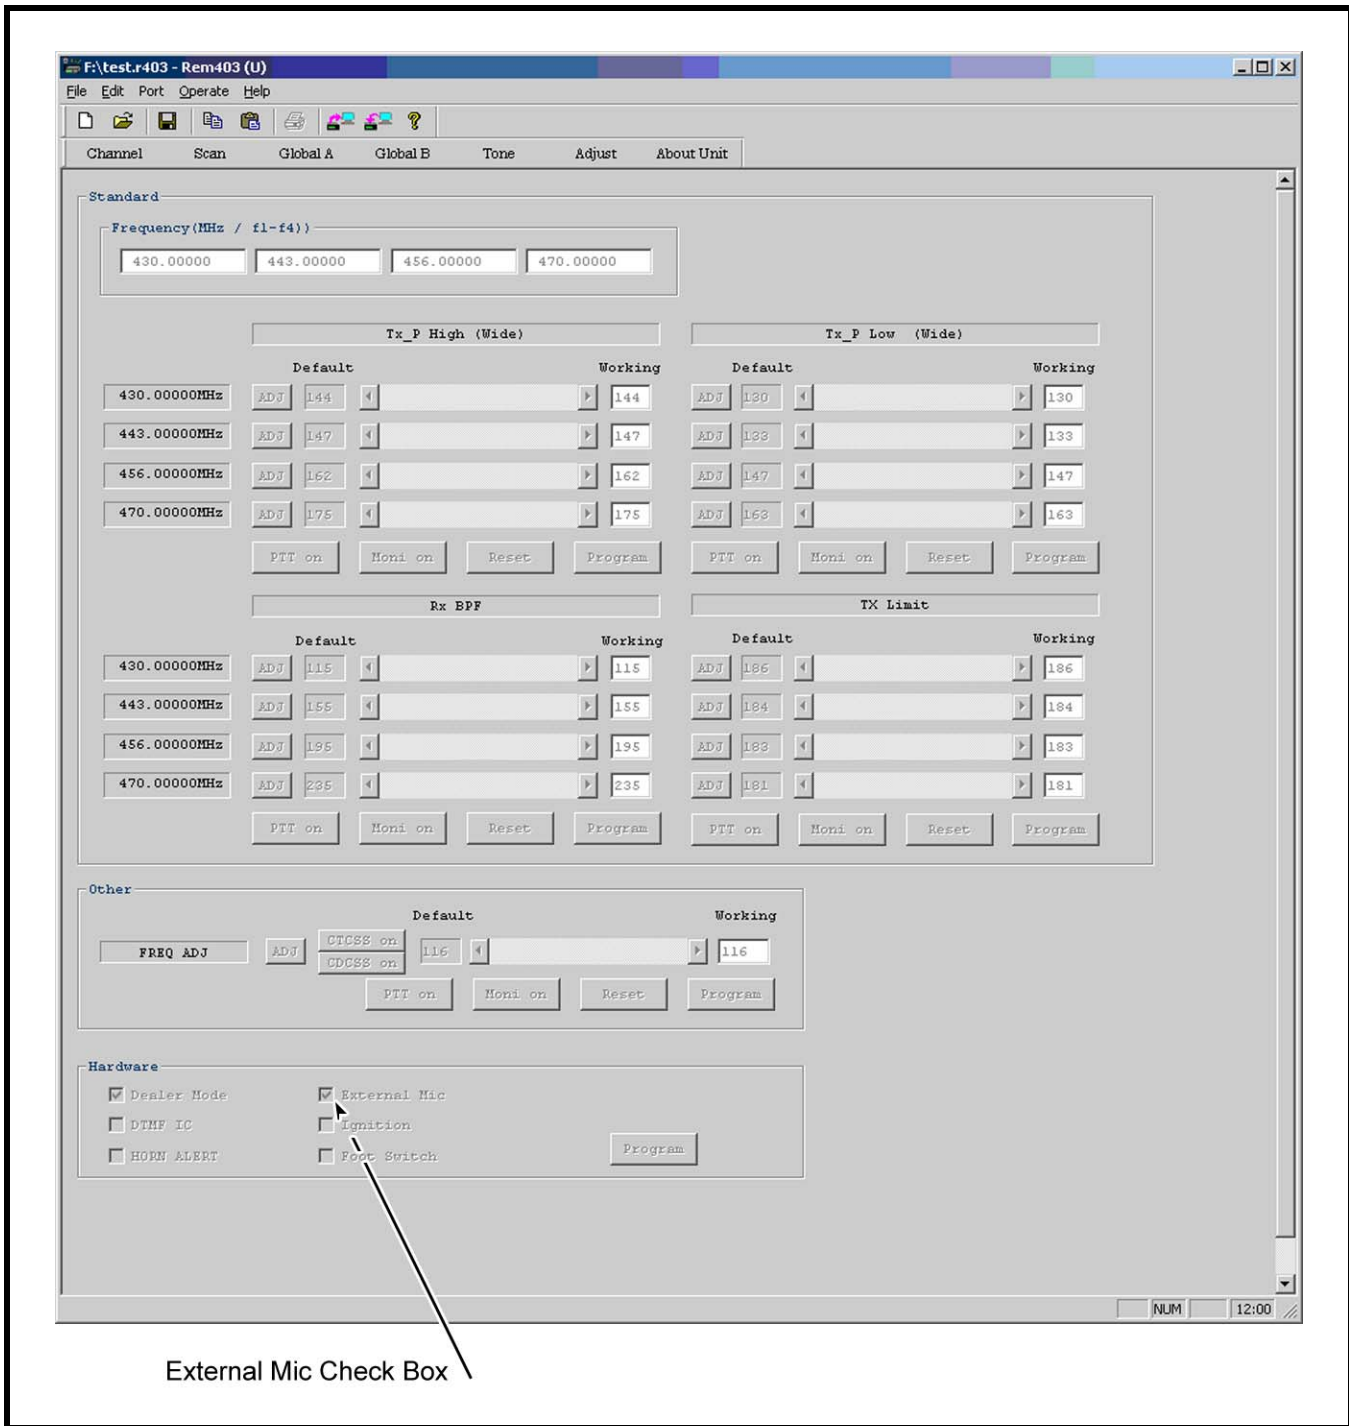 F:\test.r403 - Rem403 (U)
File Edit Port Operate Help
Channel Scan Global A Global B Tone Adjust About Unit
Standard
Frequency(MHz / f1-f4))
430.00000 443.00000 456.00000 470.00000
Tx_P High (Wide) Tx_P Low (Wide)
Default Working Default Working
430.00000MHz ADJ 144 144 ADJ 130 130
443.00000MHz ADJ 147 147 ADJ 133 133
456.00000MHz ADJ 162 162 ADJ 147 147
470.00000MHz ADJ 175 175 ADJ 163 163
PTT on Moni on Reset Program PTT on Moni on Reset Program
Rx BPF TX Limit
Default Working Default Working
430.00000MHz ADJ 115 115 ADJ 186 186
443.00000MHz ADJ 155 155 ADJ 184 184
456.00000MHz ADJ 195 195 ADJ 183 183
470.00000MHz ADJ 235 235 ADJ 181 181
PTT on Moni on Reset Program PTT on Moni on Reset Program
Other
Default Working
FREQ ADJ ADJ CTCSS on 116 116
CDCSS on
PTT on Moni on Reset Program
Hardware
Dealer Mode External Mic
DTMF IC Ignition
HORN ALERT Foot Switch Program
NUM 12:00
External Mic Check Box